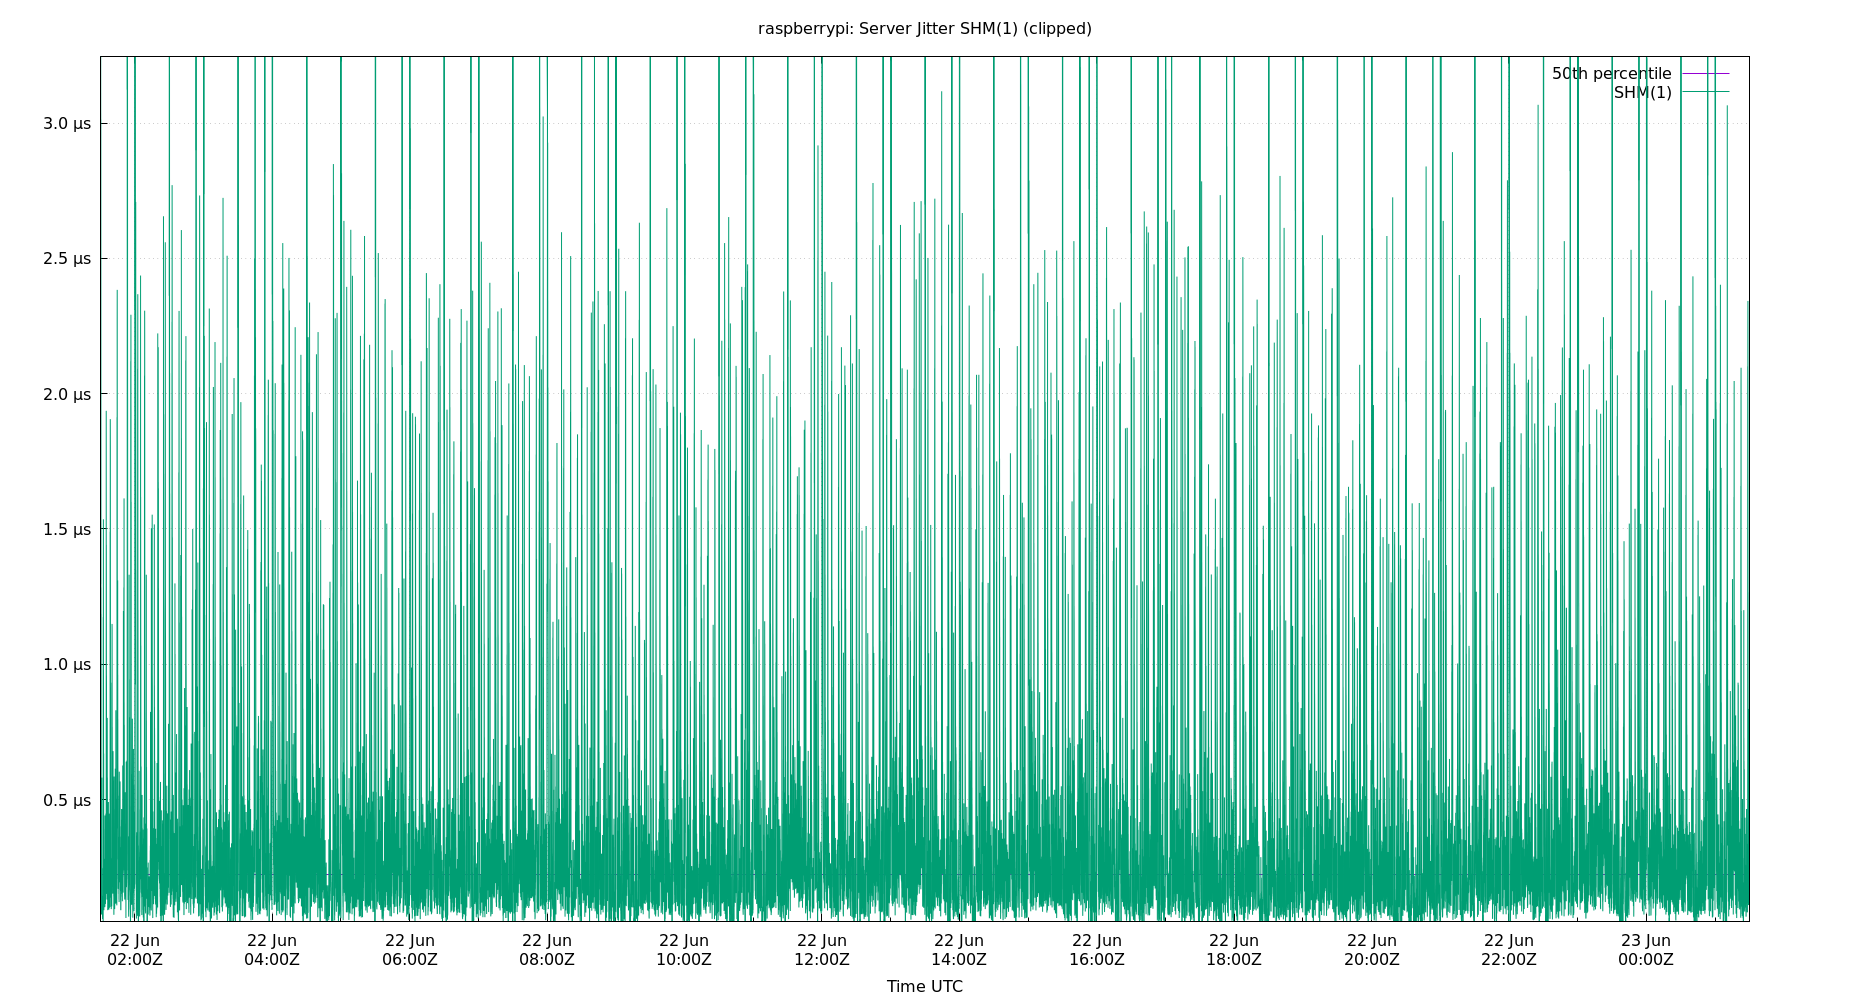 raspberrypi: Server Jitter SHM(1) (clipped)
50th percentile
SHM(1)
3.0 µs
2.5 µs
2.0 µs
1.5 µs
1.0 µs
0.5 µs
22 Jun 22 Jun 22 Jun 22 Jun 22 Jun 22 Jun 22 Jun 22 Jun 22 Jun 22 Jun 22 Jun 23 Jun
02:00Z 04:00Z 06:00Z 08:00Z 10:00Z 12:00Z 14:00Z 16:00Z 18:00Z 20:00Z 22:00Z 00:00Z
Time UTC